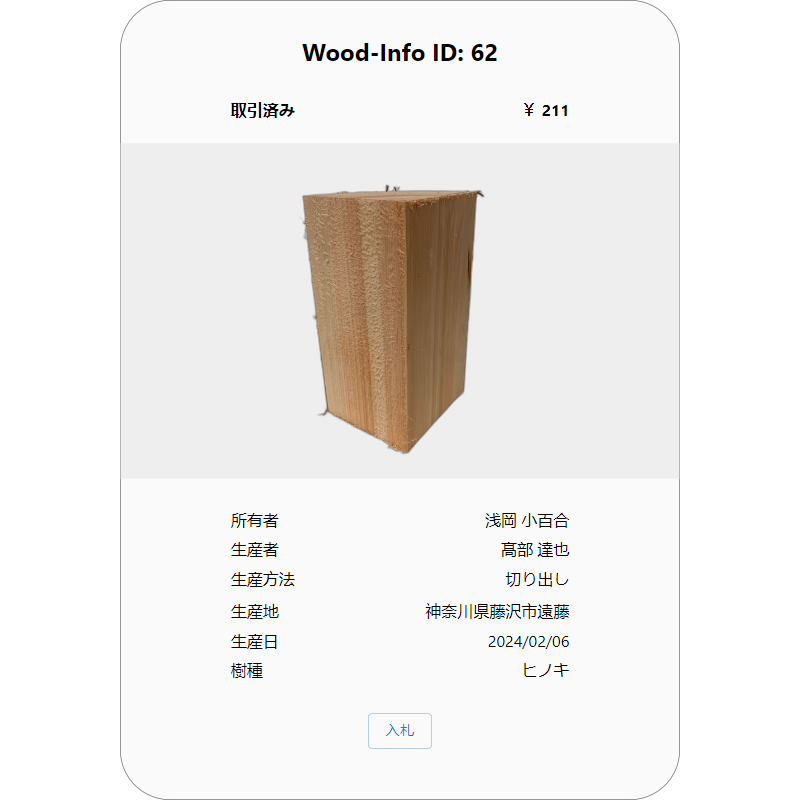 Wood-Info ID: 62
取引済み ¥ 211
所有者 浅岡 小百合
生産者 髙部 達也
生産方法 切り出し
生産地 神奈川県藤沢市遠藤
生産日 2024/02/06
樹種 ヒノキ
入札